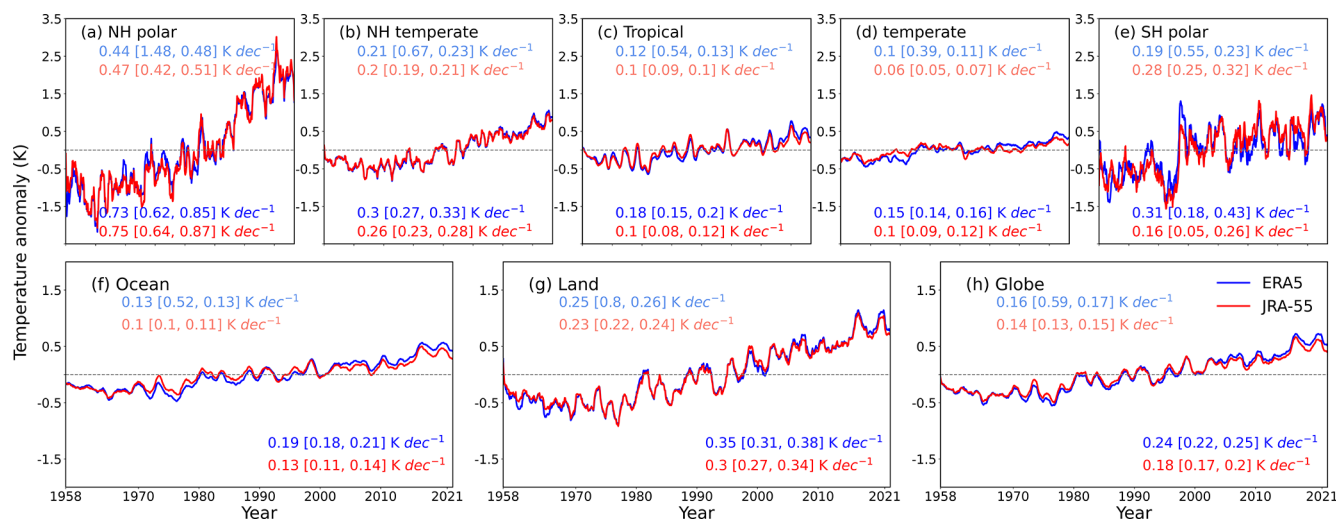 (a) NH polar
0.44 [1.48, 0.48] K dec⁻¹
0.47 [0.42, 0.51] K dec⁻¹
0.73 [0.62, 0.85] K dec⁻¹
0.75 [0.64, 0.87] K dec⁻¹
3.5
2.5
1.5
0.5
-0.5
-1.5
(b) NH temperate
0.21 [0.67, 0.23] K dec⁻¹
0.2 [0.19, 0.21] K dec⁻¹
0.3 [0.27, 0.33] K dec⁻¹
0.26 [0.23, 0.28] K dec⁻¹
3.5
2.5
1.5
0.5
-0.5
-1.5
(c) Tropical
0.12 [0.54, 0.13] K dec⁻¹
0.1 [0.09, 0.1] K dec⁻¹
0.18 [0.15, 0.2] K dec⁻¹
0.1 [0.08, 0.12] K dec⁻¹
3.5
2.5
1.5
0.5
-0.5
-1.5
(d) temperate
0.1 [0.39, 0.11] K dec⁻¹
0.06 [0.05, 0.07] K dec⁻¹
0.15 [0.14, 0.16] K dec⁻¹
0.1 [0.09, 0.12] K dec⁻¹
3.5
2.5
1.5
0.5
-0.5
-1.5
(e) SH polar
0.19 [0.55, 0.23] K dec⁻¹
0.28 [0.25, 0.32] K dec⁻¹
0.31 [0.18, 0.43] K dec⁻¹
0.16 [0.05, 0.26] K dec⁻¹
3.5
2.5
1.5
0.5
-0.5
-1.5
Temperature anomaly (K)
(f) Ocean
0.13 [0.52, 0.13] K dec⁻¹
0.1 [0.1, 0.11] K dec⁻¹
0.19 [0.18, 0.21] K dec⁻¹
0.13 [0.11, 0.14] K dec⁻¹
1.5
0.5
-0.5
-1.5
1958 1970 1980 1990 2000 2010 2021
Year
(g) Land
0.25 [0.8, 0.26] K dec⁻¹
0.23 [0.22, 0.24] K dec⁻¹
0.35 [0.31, 0.38] K dec⁻¹
0.3 [0.27, 0.34] K dec⁻¹
1.5
0.5
-0.5
-1.5
1958 1970 1980 1990 2000 2010 2021
Year
(h) Globe
0.16 [0.59, 0.17] K dec⁻¹
0.14 [0.13, 0.15] K dec⁻¹
ERA5
JRA-55
0.24 [0.22, 0.25] K dec⁻¹
0.18 [0.17, 0.2] K dec⁻¹
1.5
0.5
-0.5
-1.5
1958 1970 1980 1990 2000 2010 2021
Year